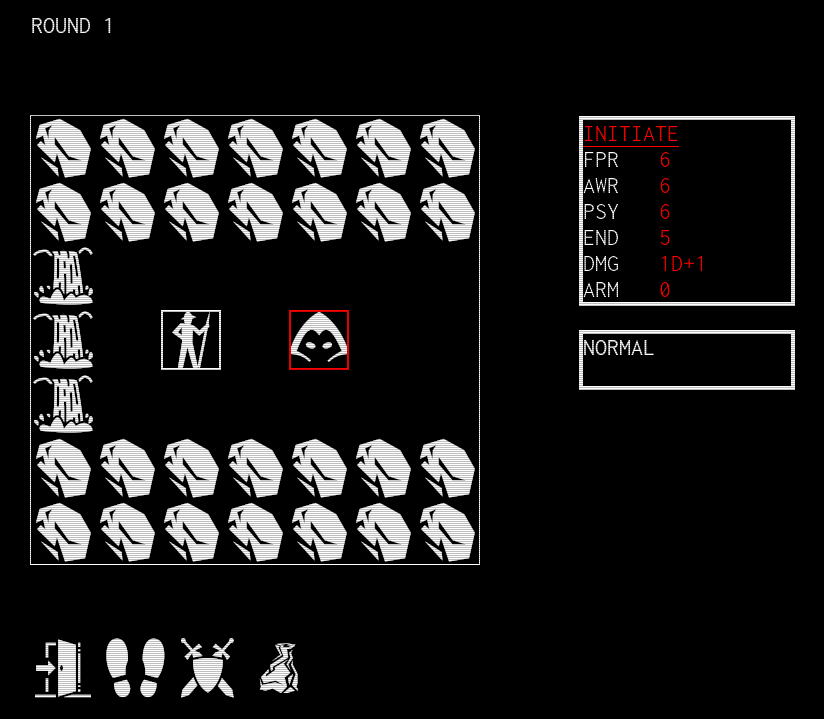 ROUND 1
INITIATE
FPR 6
AWR 6
PSY 6
END 5
DMG 1D+1
ARM 0
NORMAL